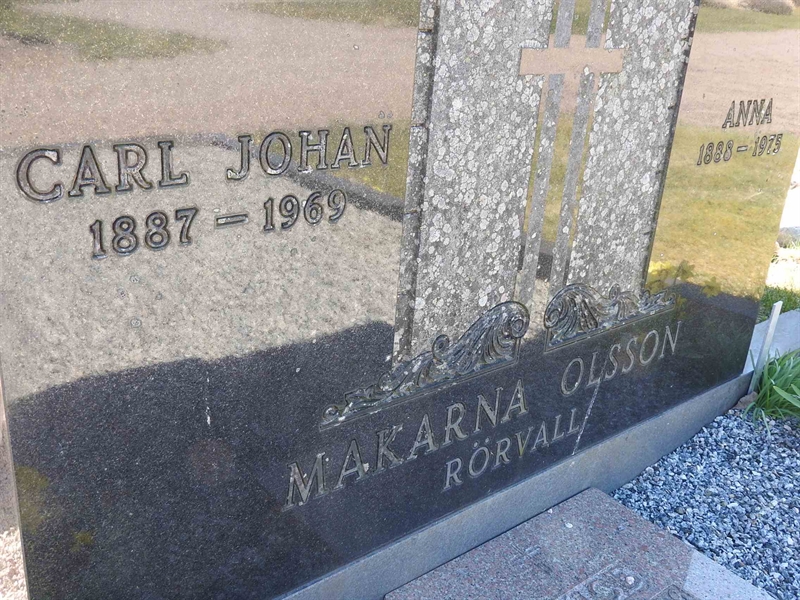 CARL JOHAN
1887 – 1969
ANNA
1888 – 1975
MAKARNA OLSSON
RÖRVALL